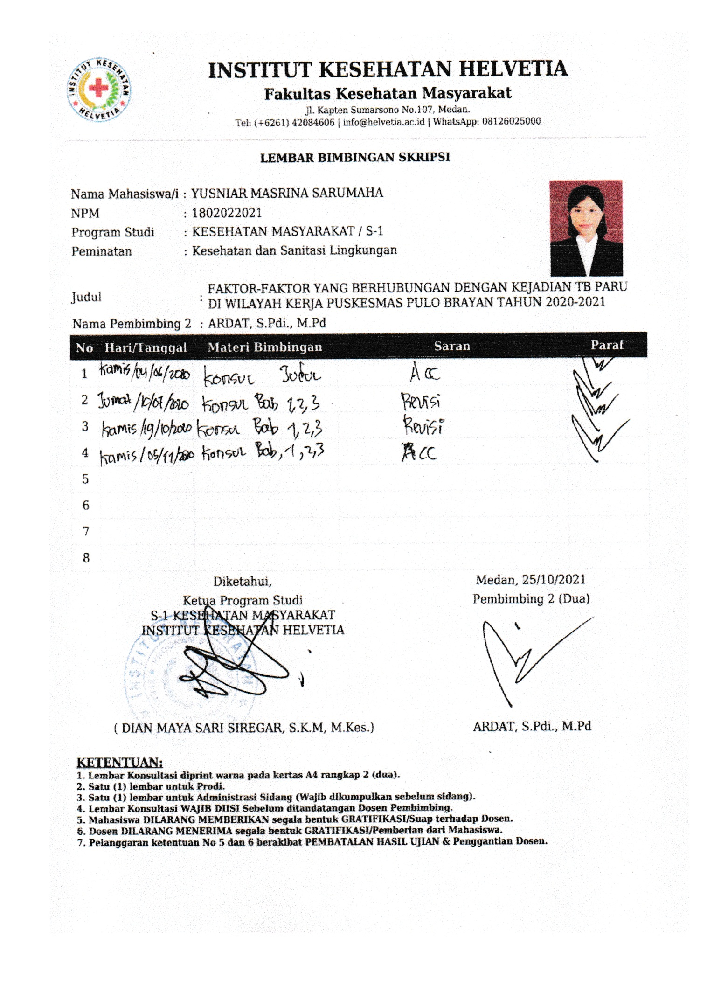 INSTITUT KESEHATAN
HELVETIA
INSTITUT KESEHATAN HELVETIA
Fakultas Kesehatan Masyarakat
Jl. Kapten Sumarsono No.107, Medan.
Tel: (+6261) 42084606 | info@helvetia.ac.id | WhatsApp: 08126025000
LEMBAR BIMBINGAN SKRIPSI
Nama Mahasiswa/i : YUSNIAR MASRINA SARUMAHA
NPM : 1802022021
Program Studi : KESEHATAN MASYARAKAT / S-1
Peminatan : Kesehatan dan Sanitasi Lingkungan
Judul : FAKTOR-FAKTOR YANG BERHUBUNGAN DENGAN KEJADIAN TB PARU
DI WILAYAH KERJA PUSKESMAS PULO BRAYAN TAHUN 2020-2021
Nama Pembimbing 2 : ARDAT, S.Pdi., M.Pd
No Hari/Tanggal Materi Bimbingan Saran Paraf
1 Kamis/04/06/2020 Konsul Judul Acc
2 Jumat/10/07/2020 Konsul Bab 1,2,3 Revisi
3 Kamis/19/10/2020 Konsul Bab 1,2,3 Revisi
4 Kamis/05/11/2020 Konsul Bab,1,2,3 Acc
5
6
7
8
Diketahui,
Ketua Program Studi
S-1 KESEHATAN MASYARAKAT
INSTITUT KESEHATAN HELVETIA
Medan, 25/10/2021
Pembimbing 2 (Dua)
INSTITUT KESEHATAN
PROGRAM
( DIAN MAYA SARI SIREGAR, S.K.M, M.Kes.)
ARDAT, S.Pdi., M.Pd
KETENTUAN:
1. Lembar Konsultasi diprint warna pada kertas A4 rangkap 2 (dua).
2. Satu (1) lembar untuk Prodi.
3. Satu (1) lembar untuk Administrasi Sidang (Wajib dikumpulkan sebelum sidang).
4. Lembar Konsultasi WAJIB DIISI Sebelum ditandatangan Dosen Pembimbing.
5. Mahasiswa DILARANG MEMBERIKAN segala bentuk GRATIFIKASI/Suap terhadap Dosen.
6. Dosen DILARANG MENERIMA segala bentuk GRATIFIKASI/Pemberian dari Mahasiswa.
7. Pelanggaran ketentuan No 5 dan 6 berakibat PEMBATALAN HASIL UJIAN & Penggantian Dosen.